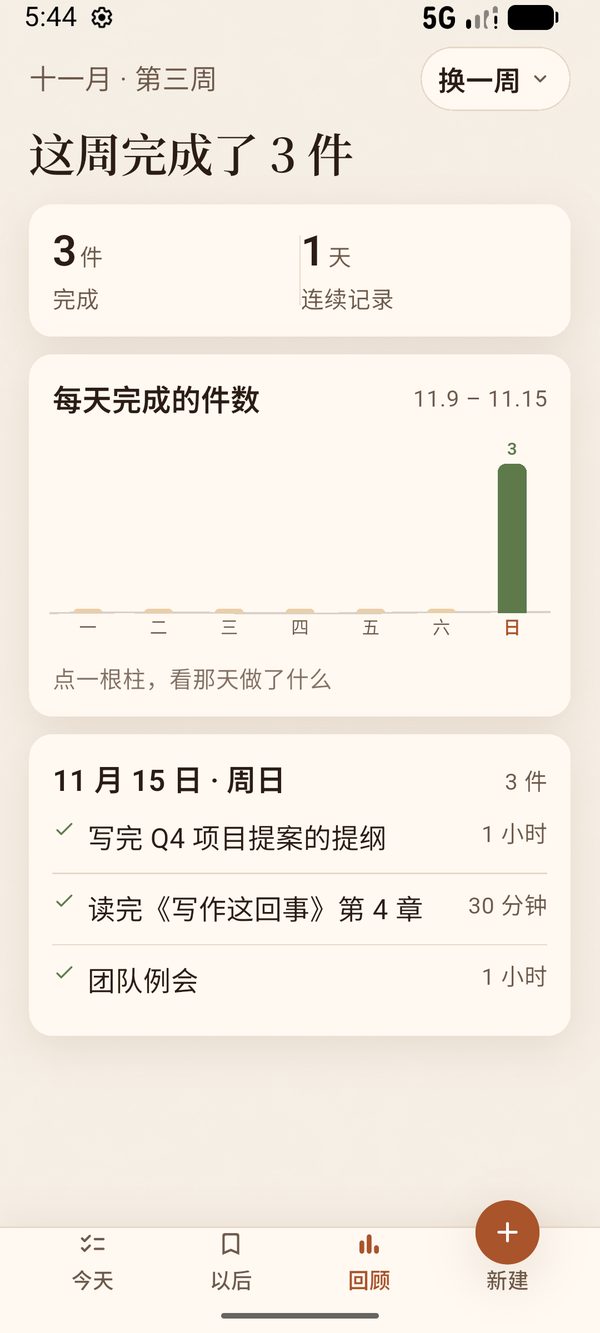 5:44
5G
十一月 · 第三周
换一周
这周完成了 3 件
3 件
1 天
完成
连续记录
每天完成的件数
11.9 – 11.15
3
一 二 三 四 五 六 日
点一根柱，看那天做了什么
11 月 15 日 · 周日
3 件
写完 Q4 项目提案的提纲
1 小时
读完《写作这回事》第 4 章
30 分钟
团队例会
1 小时
今天
以后
回顾
新建